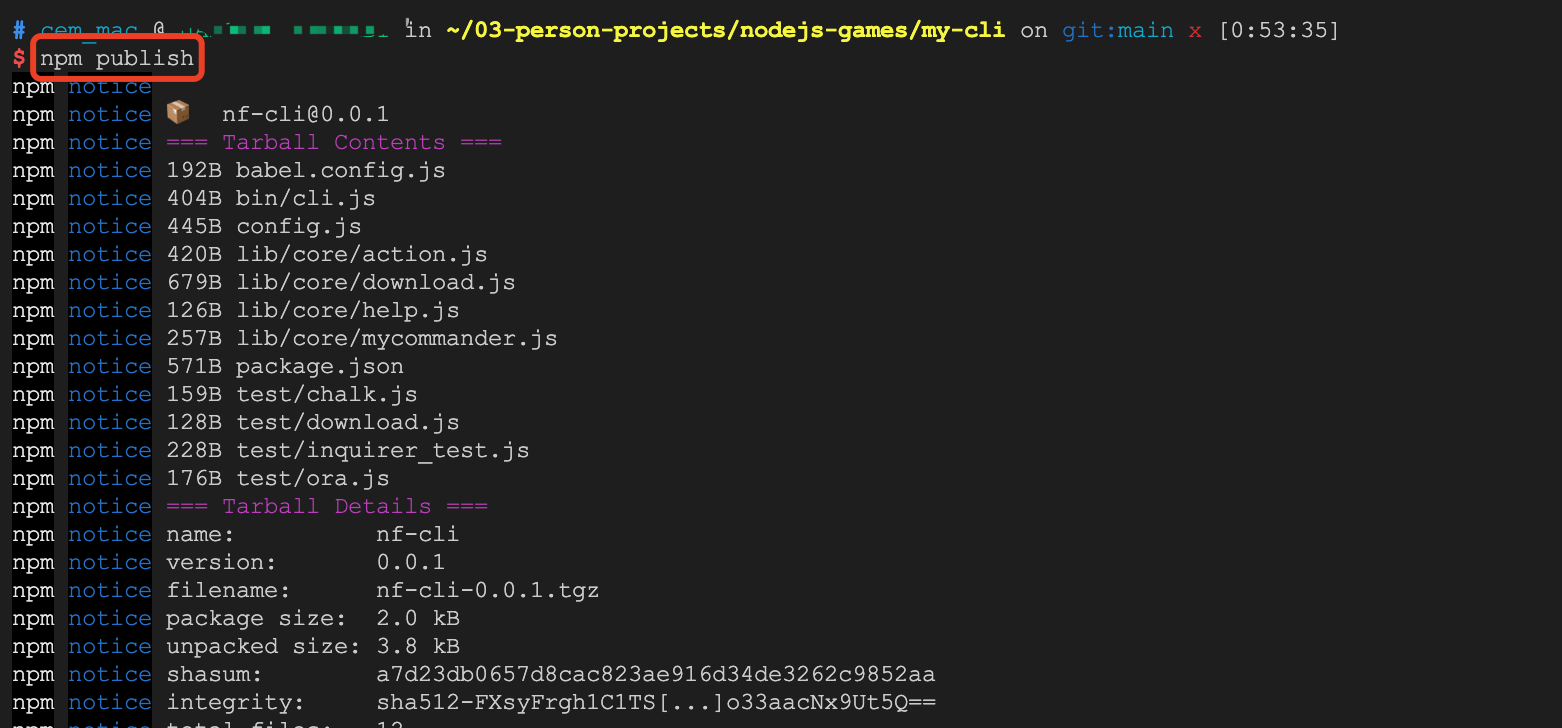 # cem_mac @ in ~/03-person-projects/nodejs-games/my-cli on git:main x [0:53:35]
$ npm publish
npm notice
npm notice 📦 nf-cli@0.0.1
npm notice === Tarball Contents ===
npm notice 192B babel.config.js
npm notice 404B bin/cli.js
npm notice 445B config.js
npm notice 420B lib/core/action.js
npm notice 679B lib/core/download.js
npm notice 126B lib/core/help.js
npm notice 257B lib/core/mycommander.js
npm notice 571B package.json
npm notice 159B test/chalk.js
npm notice 128B test/download.js
npm notice 228B test/inquirer_test.js
npm notice 176B test/ora.js
npm notice === Tarball Details ===
npm notice name: nf-cli
npm notice version: 0.0.1
npm notice filename: nf-cli-0.0.1.tgz
npm notice package size: 2.0 kB
npm notice unpacked size: 3.8 kB
npm notice shasum: a7d23db0657d8cac823ae916d34de3262c9852aa
npm notice integrity: sha512-FXsyFrgh1C1TS[...]o33aacNx9Ut5Q==
npm notice total files: 12